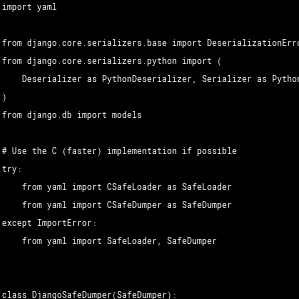 import yaml
from django.core.serializers.base import DeserializationErro
from django.core.serializers.python import (
    Deserializer as PythonDeserializer, Serializer as Python
)
from django.db import models
# Use the C (faster) implementation if possible
try:
    from yaml import CSafeLoader as SafeLoader
    from yaml import CSafeDumper as SafeDumper
except ImportError:
    from yaml import SafeLoader, SafeDumper
class DjangoSafeDumper(SafeDumper):